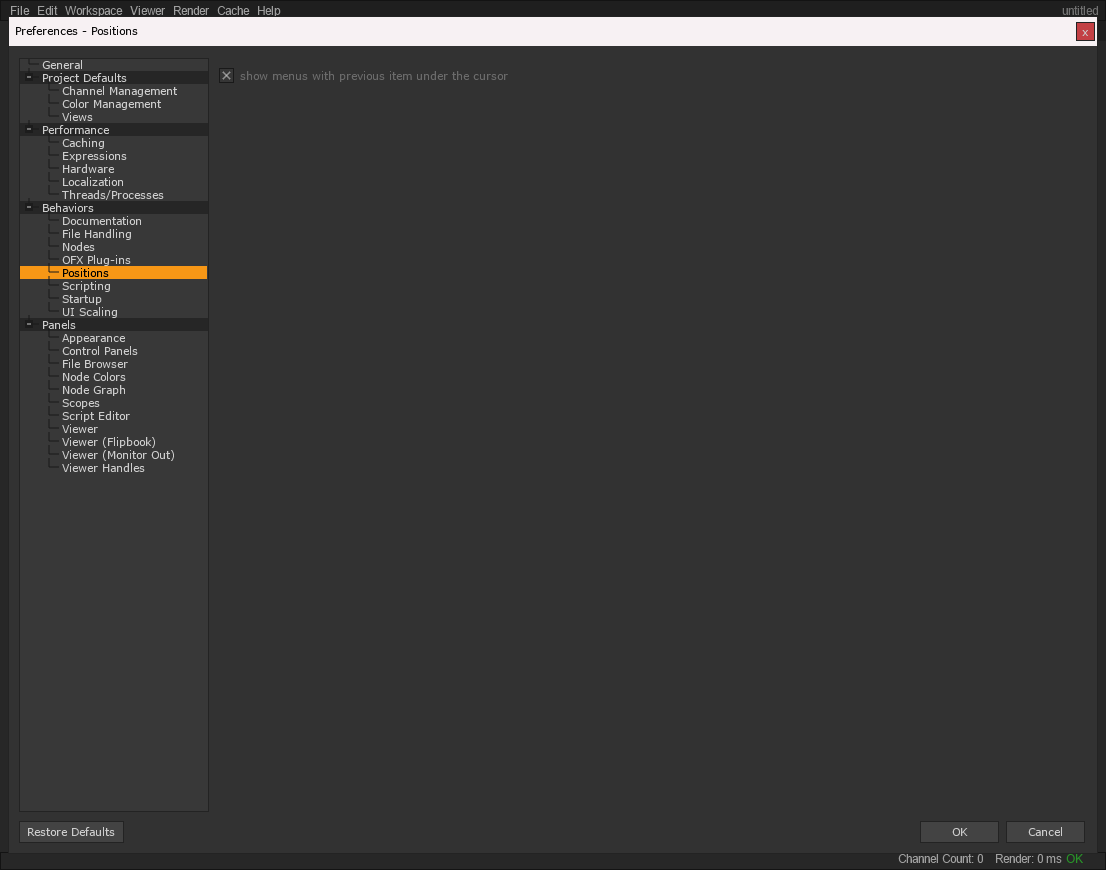 File Edit Workspace Viewer Render Cache Help untitled
Preferences - Positions x
General
Project Defaults
Channel Management
Color Management
Views
Performance
Caching
Expressions
Hardware
Localization
Threads/Processes
Behaviors
Documentation
File Handling
Nodes
OFX Plug-ins
Positions
Scripting
Startup
UI Scaling
Panels
Appearance
Control Panels
File Browser
Node Colors
Node Graph
Scopes
Script Editor
Viewer
Viewer (Flipbook)
Viewer (Monitor Out)
Viewer Handles
show menus with previous item under the cursor
Restore Defaults OK Cancel
Channel Count: 0 Render: 0 ms OK